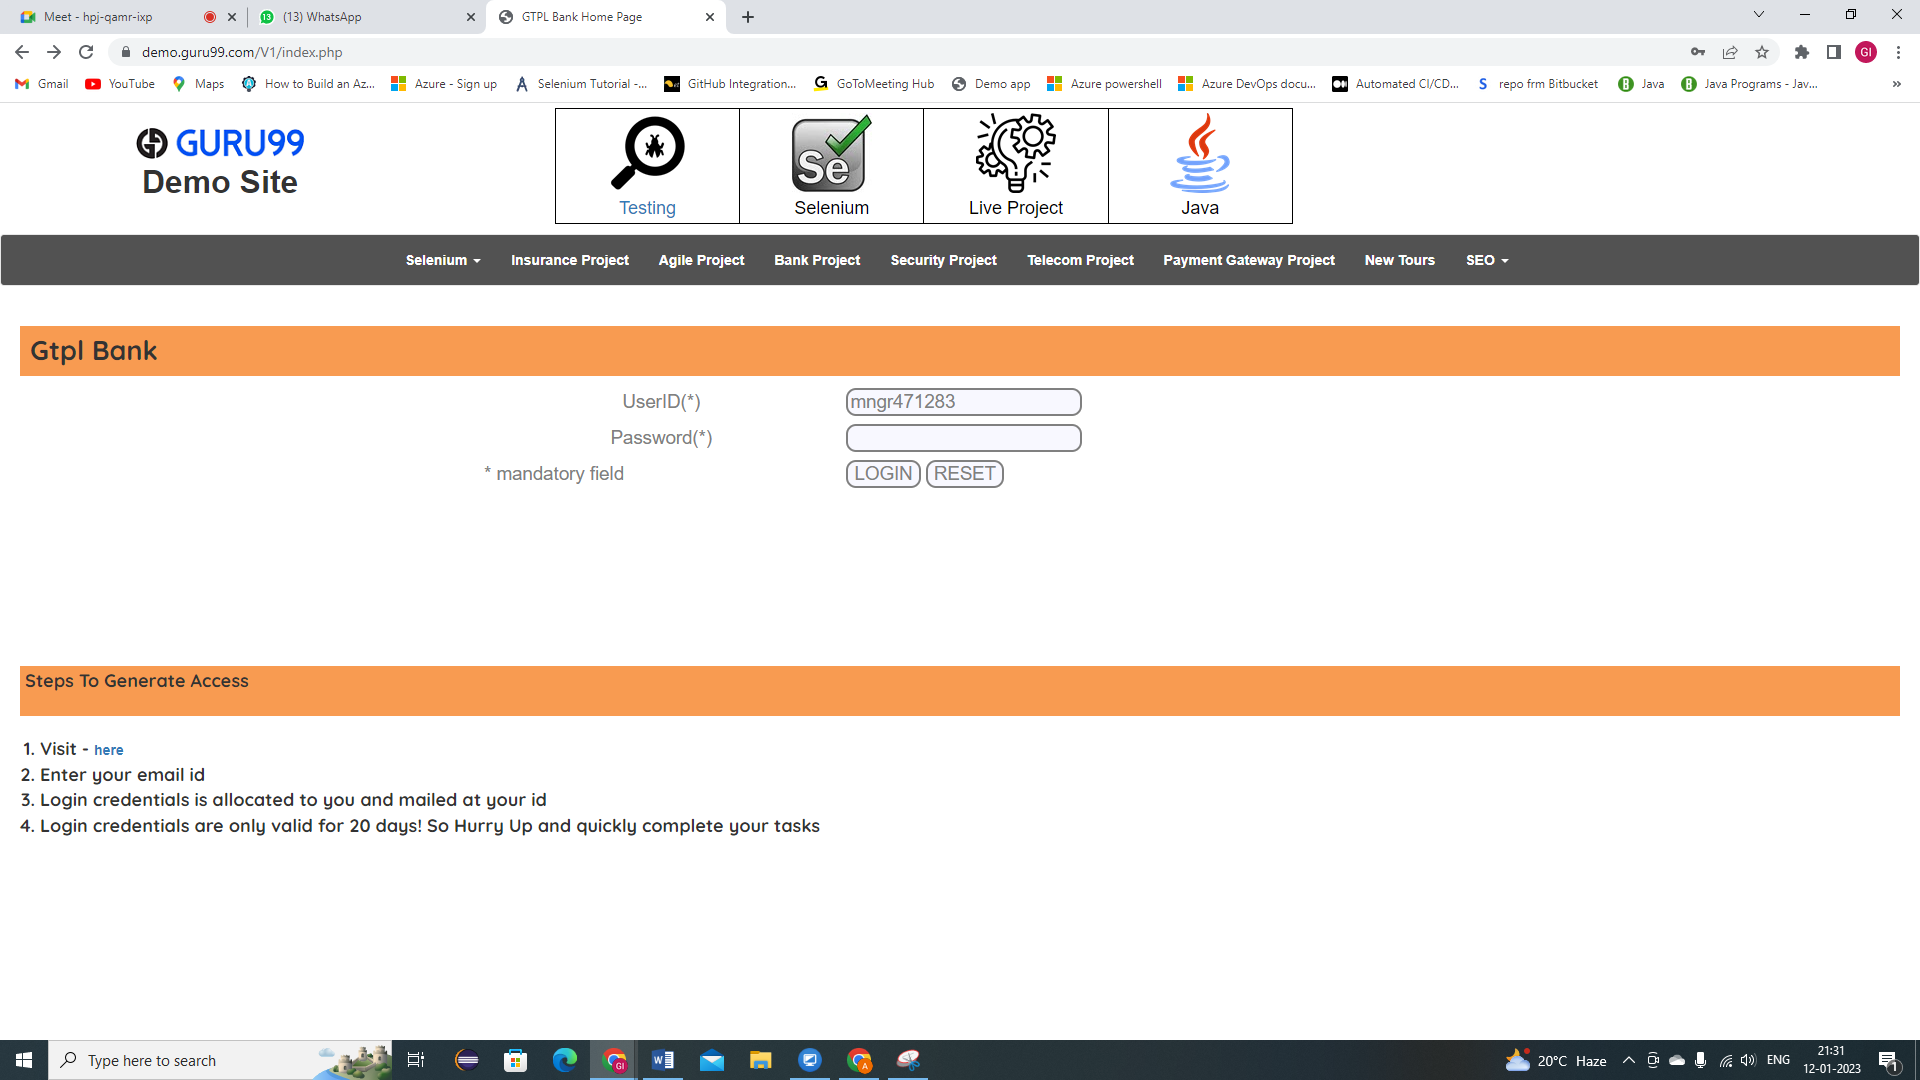 Meet - hpj-qamr-ixp
(13) WhatsApp
GTPL Bank Home Page
demo.guru99.com/V1/index.php
GI
Gmail
YouTube
Maps
How to Build an Az...
Azure - Sign up
Selenium Tutorial -...
GitHub Integration...
GoToMeeting Hub
Demo app
Azure powershell
Azure DevOps docu...
Automated CI/CD...
repo frm Bitbucket
Java
Java Programs - Jav...
GURU99
Demo Site
Testing
Se
Selenium
Live Project
Java
Selenium
Insurance Project
Agile Project
Bank Project
Security Project
Telecom Project
Payment Gateway Project
New Tours
SEO
Gtpl Bank
UserID(*)
mngr471283
Password(*)
* mandatory field
LOGIN
RESET
Steps To Generate Access
1. Visit - here
2. Enter your email id
3. Login credentials is allocated to you and mailed at your id
4. Login credentials are only valid for 20 days! So Hurry Up and quickly complete your tasks
Type here to search
20°C Haze
ENG
21:31
12-01-2023
1